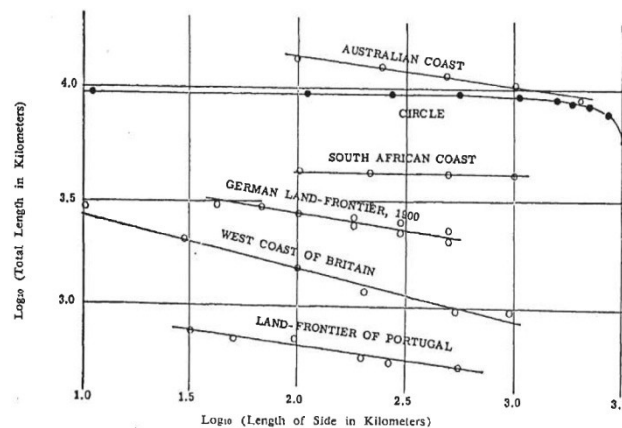 AUSTRALIAN COAST
4.0
CIRCLE
SOUTH AFRICAN COAST
3.5
GERMAN LAND-FRONTIER, 1900
WEST COAST OF BRITAIN
3.0
LAND-FRONTIER OF PORTUGAL
Log₁₀ (Total Length in Kilometers)
1.0 1.5 2.0 2.5 3.0 3.
Log₁₀ (Length of Side in Kilometers)